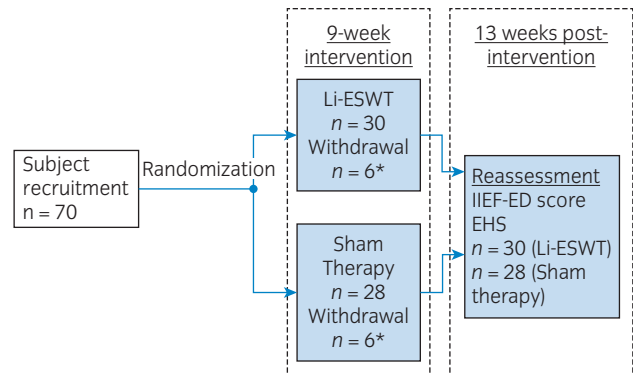 Subject
recruitment
n = 70
Randomization
9-week
intervention
Li-ESWT
n = 30
Withdrawal
n = 6*
Sham
Therapy
n = 28
Withdrawal
n = 6*
13 weeks post-
intervention
Reassessment
IIEF-ED score
EHS
n = 30 (Li-ESWT)
n = 28 (Sham
therapy)